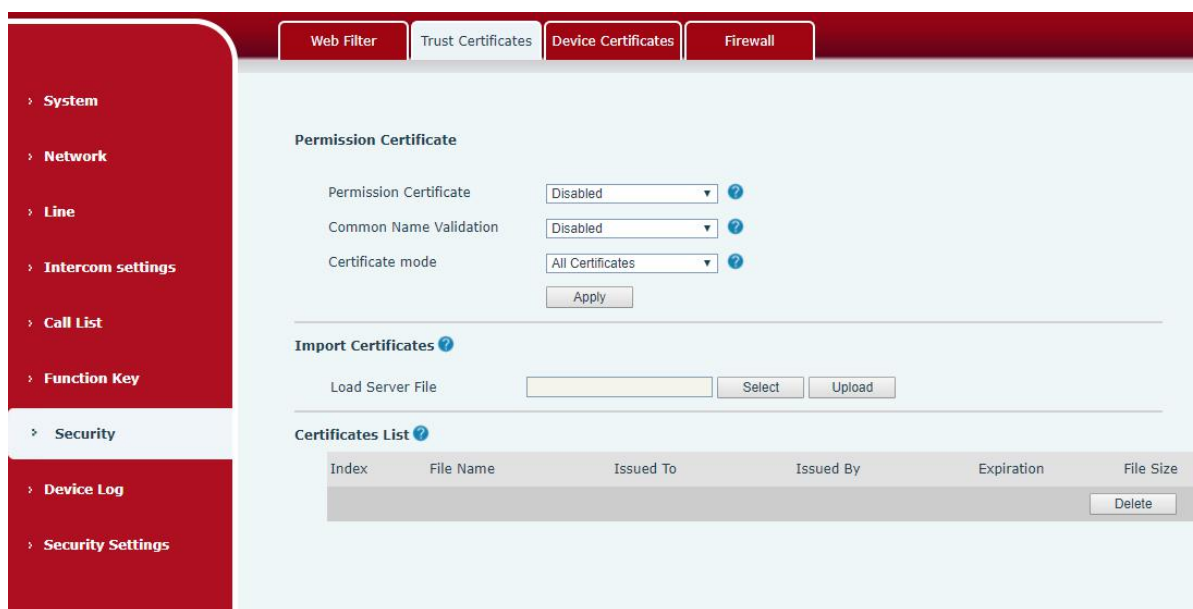 Web Filter Trust Certificates Device Certificates Firewall
System
Network
Line
Intercom settings
Call List
Function Key
Security
Device Log
Security Settings
Permission Certificate
Permission Certificate Disabled
Common Name Validation Disabled
Certificate mode All Certificates
Apply
Import Certificates
Load Server File Select Upload
Certificates List
Index File Name Issued To Issued By Expiration File Size
Delete